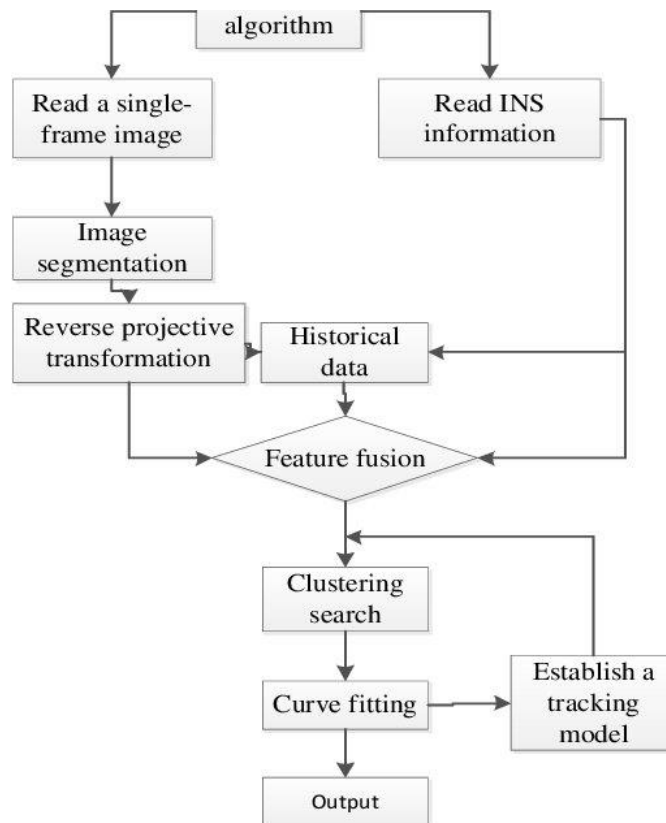 algorithm
Read a single-
frame image
Read INS
information
Image
segmentation
Reverse projective
transformation
Historical
data
Feature fusion
Clustering
search
Curve fitting
Establish a
tracking
model
Output